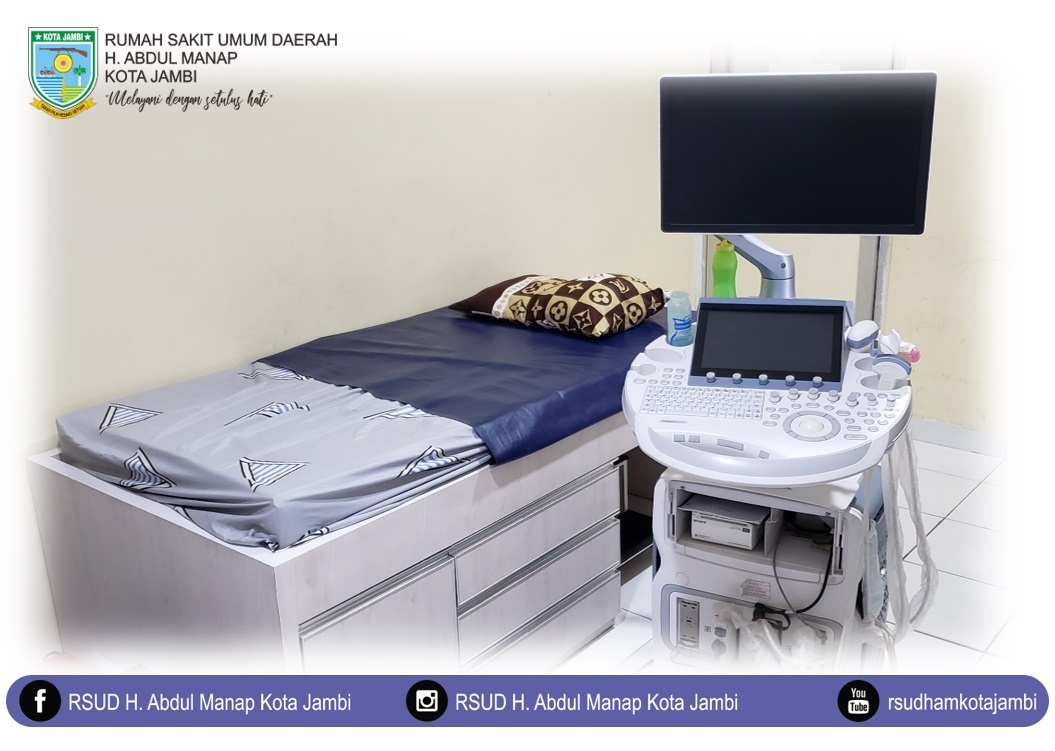 KOTA JAMBI
RUMAH SAKIT UMUM DAERAH
H. ABDUL MANAP
KOTA JAMBI
"Melayani dengan setulus hati"
f RSUD H. Abdul Manap Kota Jambi
RSUD H. Abdul Manap Kota Jambi
You
Tube
rsudhamkotajambi